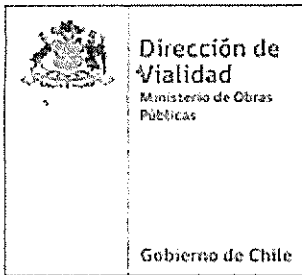 Dirección de
Vialidad
Ministerio de Obras
Públicas
Gobierno de Chile